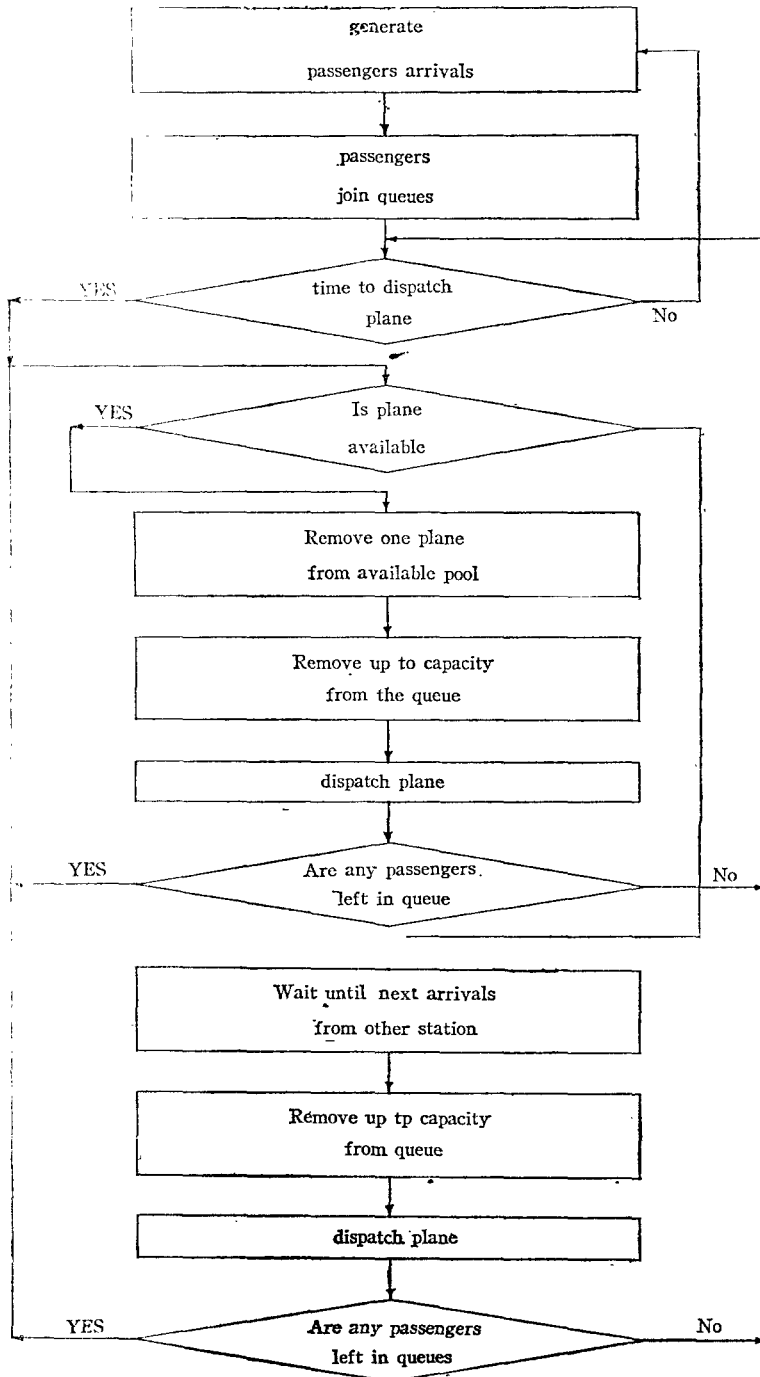 generate
passengers arrivals
passengers
join queues
time to dispatch
plane
YES
No
Is plane
available
YES
Remove one plane
from available pool
Remove up to capacity
from the queue
dispatch plane
Are any passengers.
left in queue
YES
No
Wait until next arrivals
from other station
Remove up tp capacity
from queue
dispatch plane
Are any passengers
left in queues
YES
No